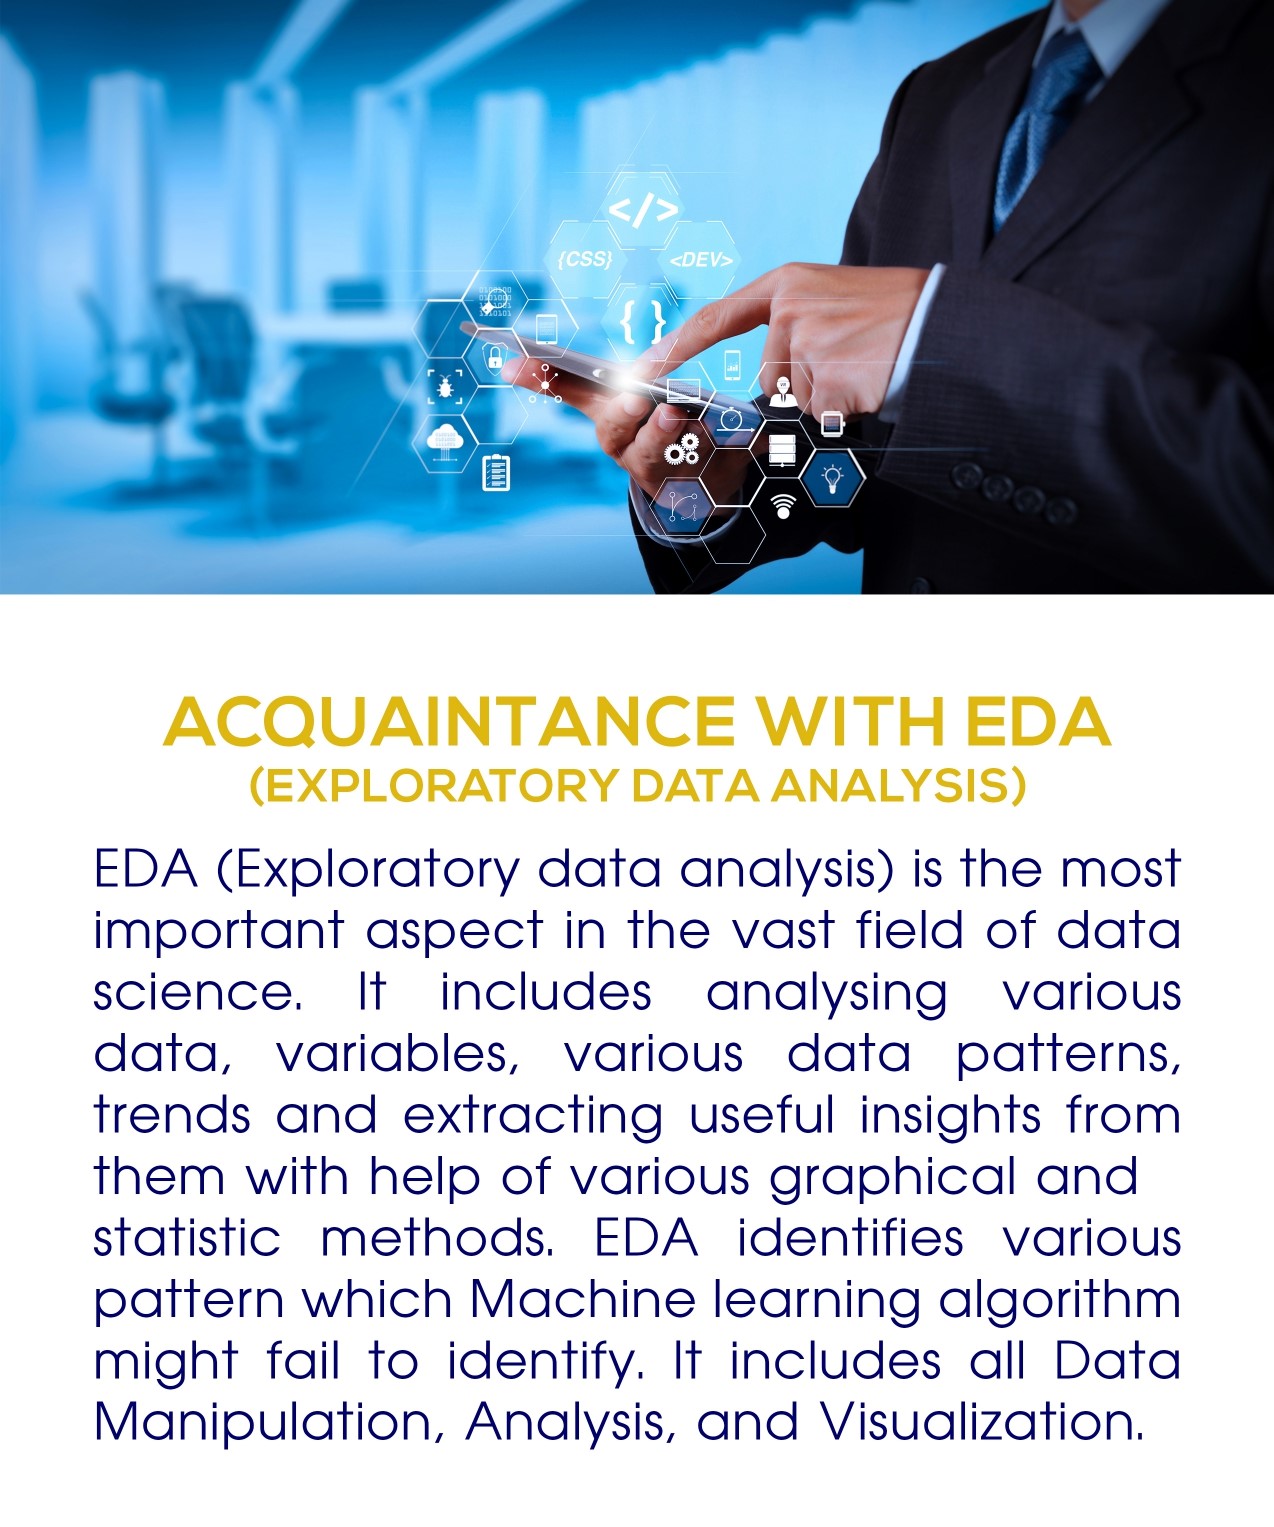 </>
{CSS}
<DEV>
{ }
ACQUAINTANCE WITH EDA
(EXPLORATORY DATA ANALYSIS)
EDA (Exploratory data analysis) is the most
important aspect in the vast field of data
science. It includes analysing various
data, variables, various data patterns,
trends and extracting useful insights from
them with help of various graphical and
statistic methods. EDA identifies various
pattern which Machine learning algorithm
might fail to identify. It includes all Data
Manipulation, Analysis, and Visualization.